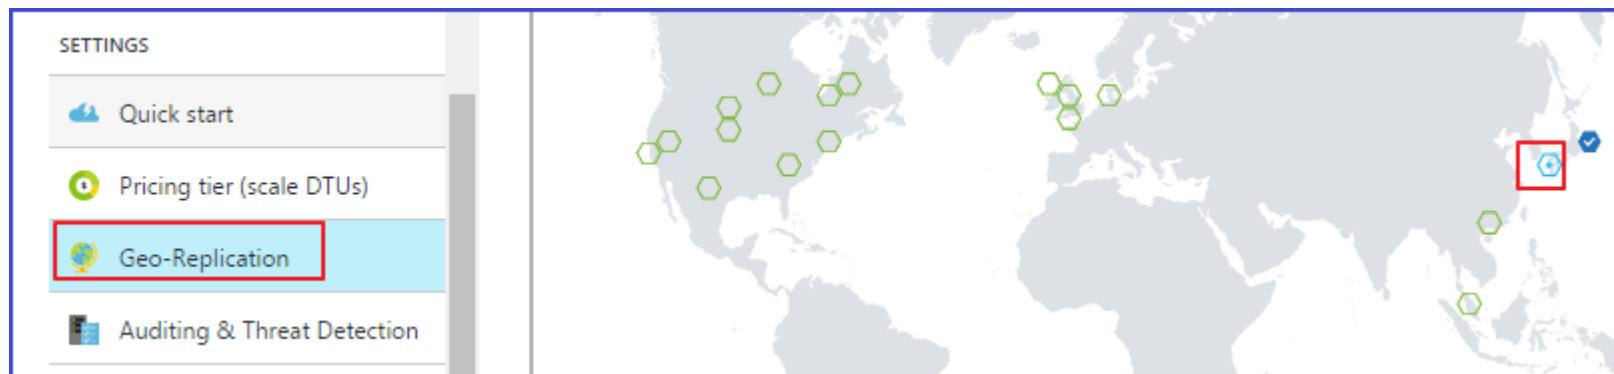 SETTINGS
Quick start
Pricing tier (scale DTUs)
Geo-Replication
Auditing & Threat Detection